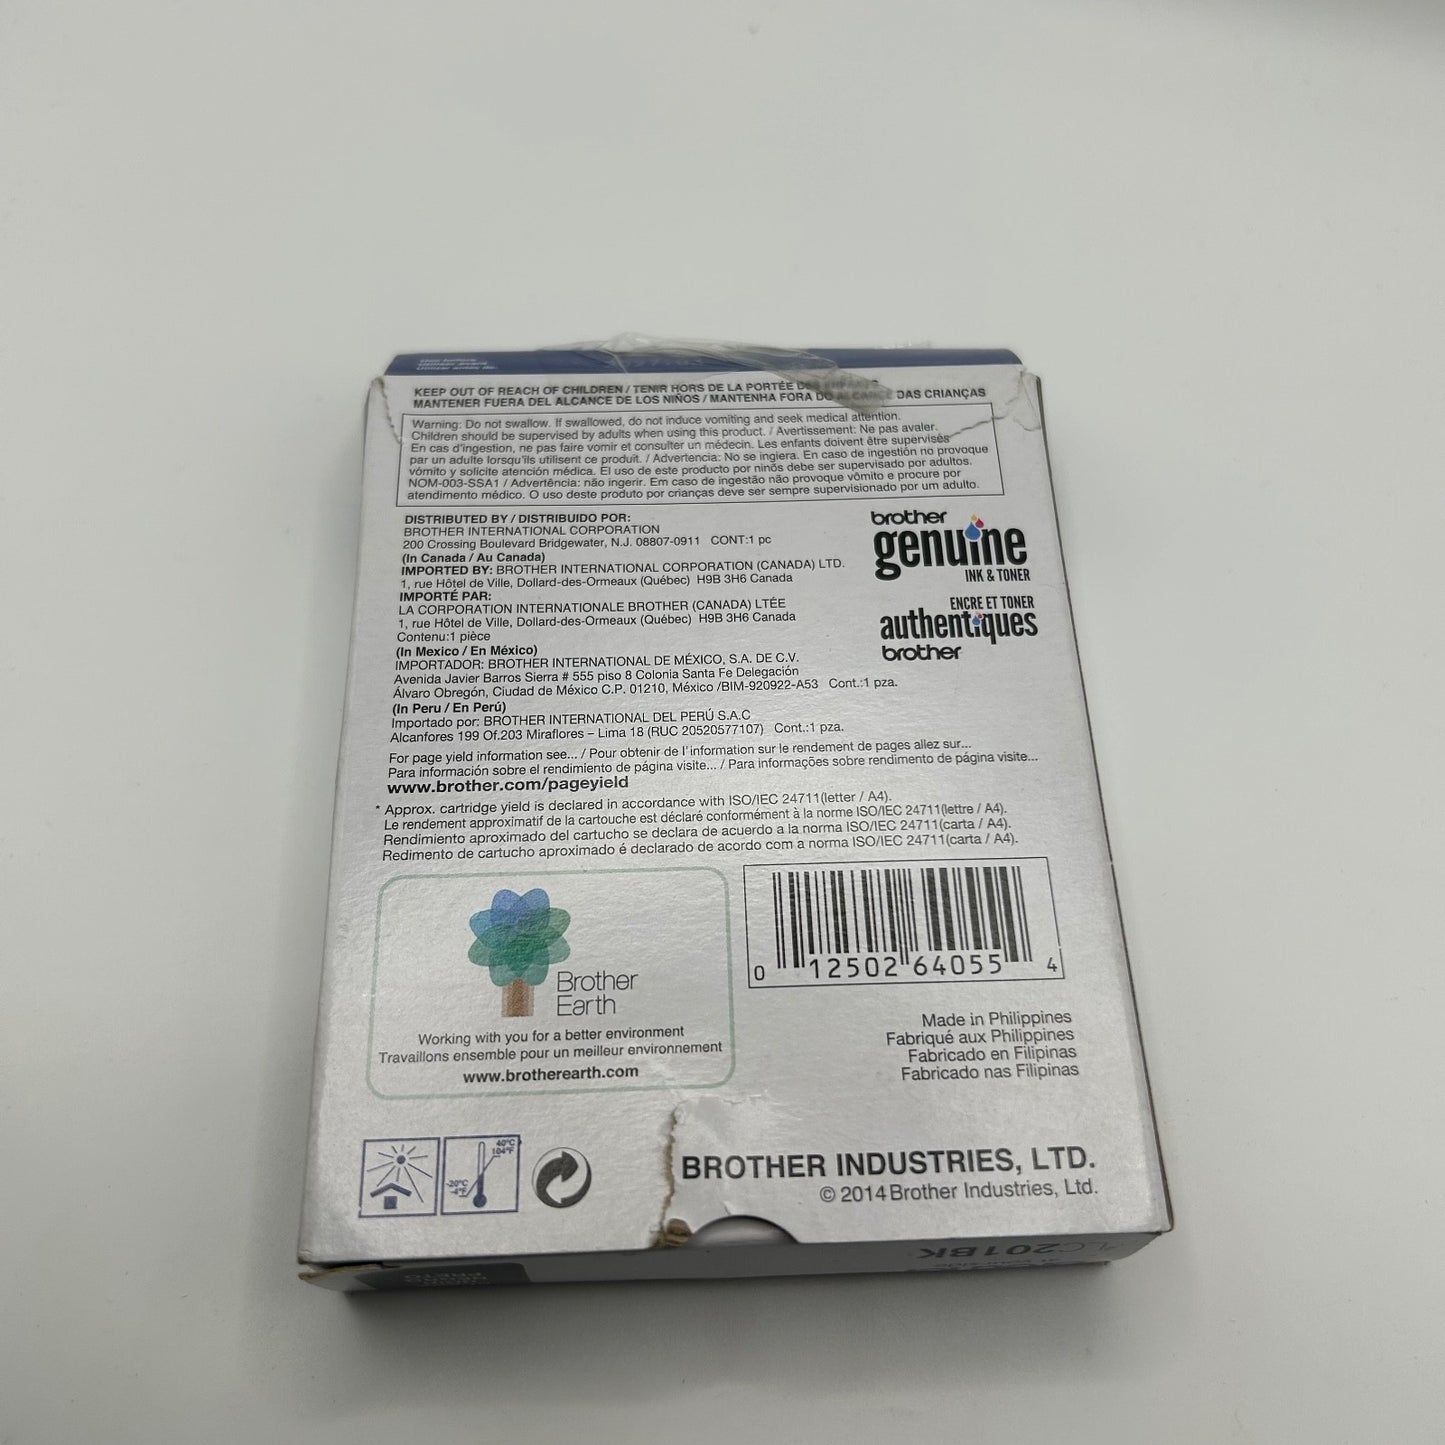 KEEP OUT OF REACH OF CHILDREN / TENIR HORS DE LA PORTÉE DES ENFANTS
MANTENER FUERA DEL ALCANCE DE LOS NIÑOS / MANTENHA FORA DO ALCANCE DAS CRIANÇAS
Warning: Do not swallow. If swallowed, do not induce vomiting and seek medical attention.
Children should be supervised by adults when using this product. / Avertissement: Ne pas avaler.
En cas d'ingestion, ne pas faire vomir et consulter un médecin. Les enfants doivent être supervisés
par un adulte lorsqu'ils utilisent ce produit. / Advertencia: No se ingiera. En caso de ingestión no provoque
vómito y solicite atención médica. El uso de este producto por niños debe ser supervisado por adultos.
NOM-003-SSA1 / Advertência: não ingerir. Em caso de ingestão não provoque vômito e procure por
atendimento médico. O uso deste produto por crianças deve ser sempre supervisionado por um adulto.
DISTRIBUTED BY / DISTRIBUIDO POR:
BROTHER INTERNATIONAL CORPORATION
200 Crossing Boulevard Bridgewater, N.J. 08807-0911 CONT:1 pc
(In Canada / Au Canada)
IMPORTED BY: BROTHER INTERNATIONAL CORPORATION (CANADA) LTD.
1, rue Hôtel de Ville, Dollard-des-Ormeaux (Québec) H9B 3H6 Canada
IMPORTÉ PAR:
LA CORPORATION INTERNATIONALE BROTHER (CANADA) LTÉE
1, rue Hôtel de Ville, Dollard-des-Ormeaux (Québec) H9B 3H6 Canada
Contenu:1 pièce
(In Mexico / En México)
IMPORTADOR: BROTHER INTERNATIONAL DE MÉXICO, S.A. DE C.V.
Avenida Javier Barros Sierra # 555 piso 8 Colonia Santa Fe Delegación
Álvaro Obregón, Ciudad de México C.P. 01210, México /BIM-920922-A53 Cont.:1 pza.
(In Peru / En Perú)
Importado por: BROTHER INTERNATIONAL DEL PERÚ S.A.C
Alcanfores 199 Of.203 Miraflores – Lima 18 (RUC 20520577107) Cont.:1 pza.
brother
genuine
INK & TONER
ENCRE ET TONER
authentiques
brother
For page yield information see... / Pour obtenir de l'information sur le rendement de pages allez sur...
Para información sobre el rendimiento de página visite... / Para informações sobre rendimento de página visite...
www.brother.com/pageyield
* Approx. cartridge yield is declared in accordance with ISO/IEC 24711(letter / A4).
Le rendement approximatif de la cartouche est déclaré conformément à la norme ISO/IEC 24711(lettre / A4).
Rendimiento aproximado del cartucho se declara de acuerdo a la norma ISO/IEC 24711(carta / A4).
Redimento de cartucho aproximado é declarado de acordo com a norma ISO/IEC 24711(carta / A4).
Brother
Earth
Working with you for a better environment
Travaillons ensemble pour un meilleur environnement
www.brotherearth.com
0 12502 64055 4
Made in Philippines
Fabriqué aux Philippines
Fabricado en Filipinas
Fabricado nas Filipinas
40°C
104°F
-20°C
-4°F
BROTHER INDUSTRIES, LTD.
© 2014 Brother Industries, Ltd.
LC201BK